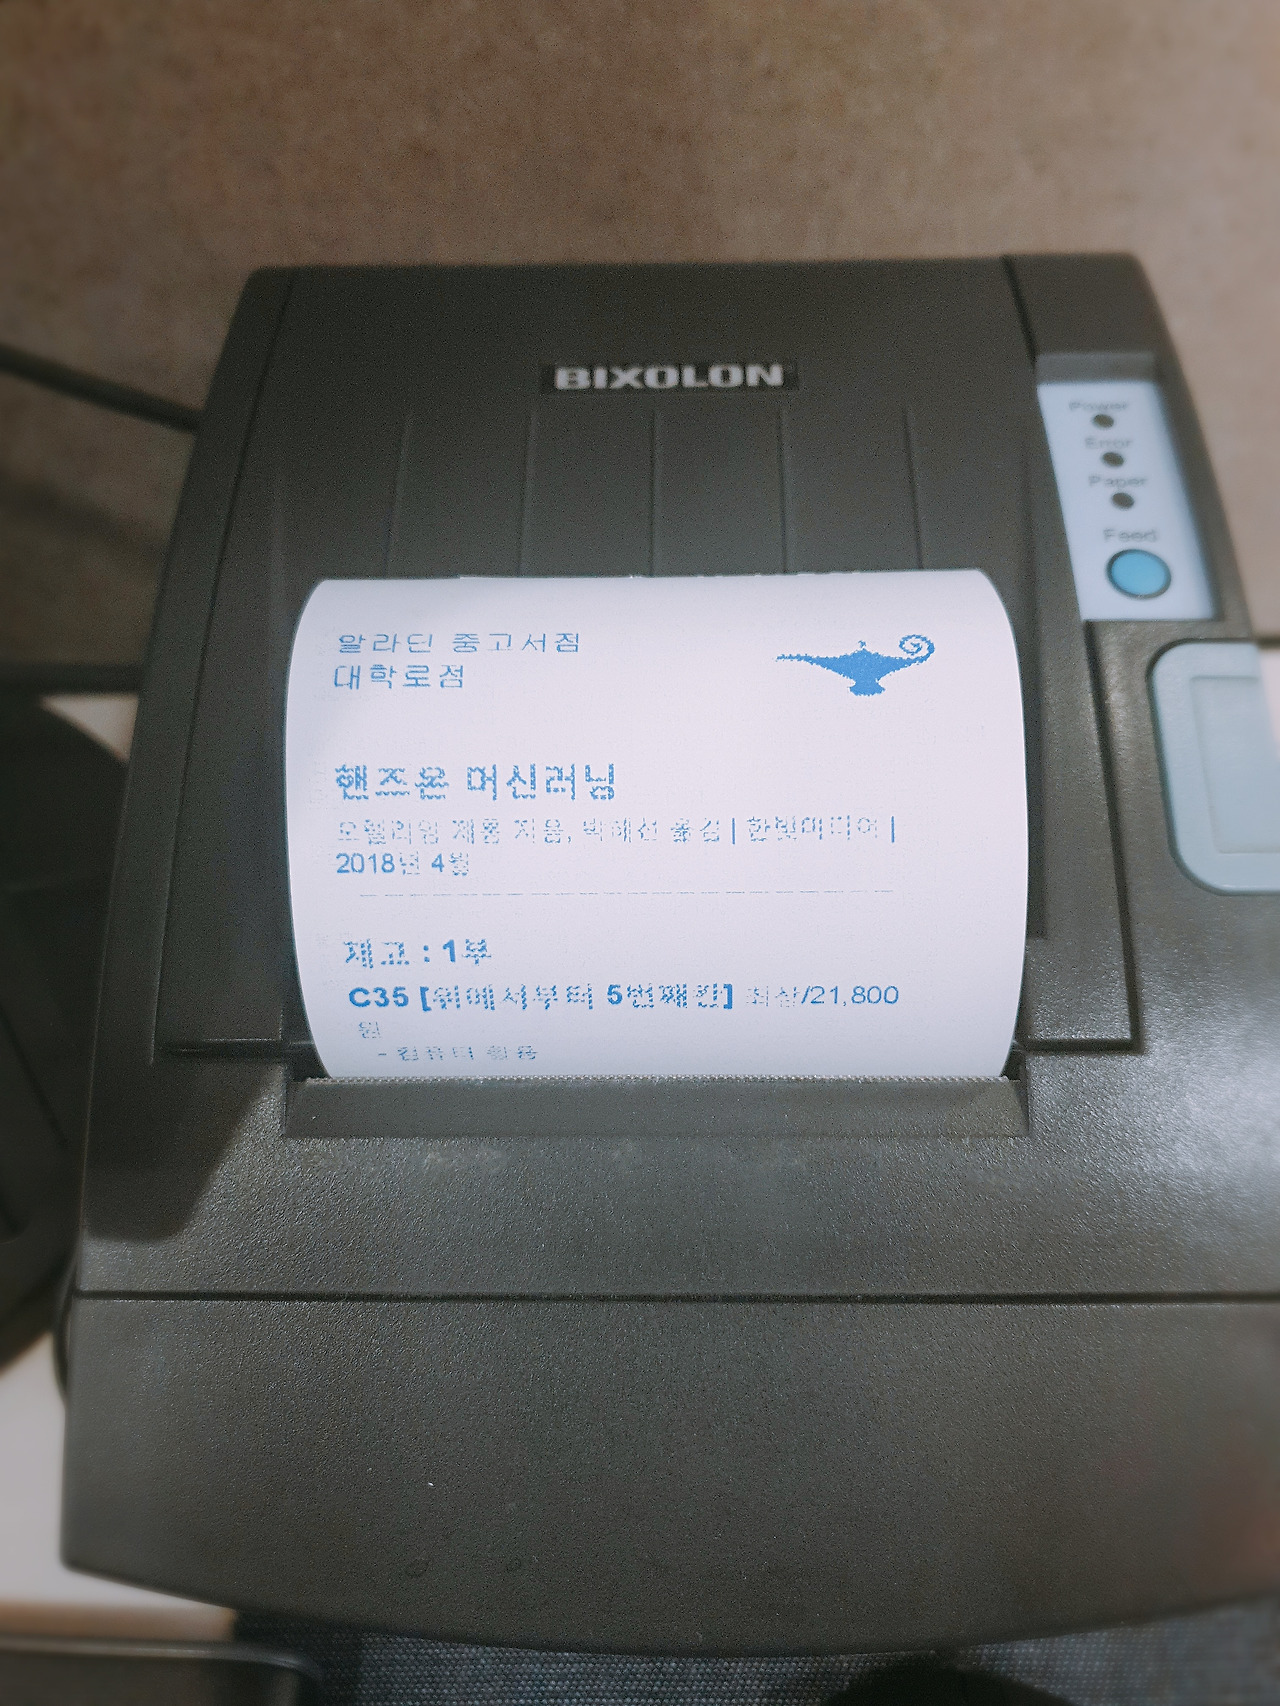 BIXOLON
Power
Error
Paper
Feed
알라딘 중고서점
대학로점
핸즈온 머신러닝
오렐리앙 제롱 지음, 박해선 옮김 | 한빛미디어 |
2018년 4월
재고 : 1부
C35 [위에서부터 5번째칸] 최상/21,800
원
- 컴퓨터 활용